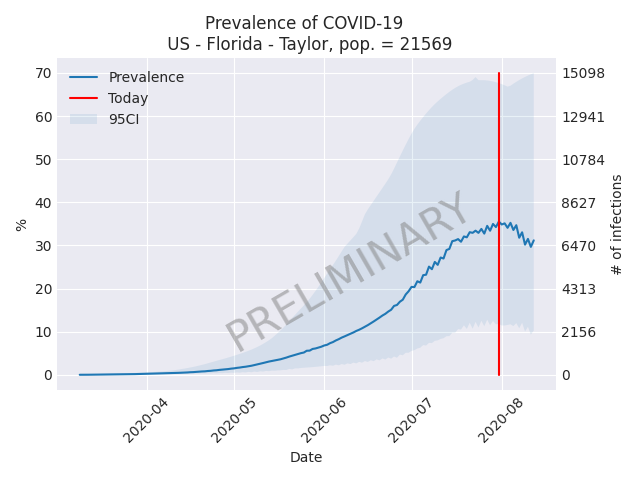 Prevalence of COVID-19
US - Florida - Taylor, pop. = 21569
Prevalence
Today
95CI
PRELIMINARY
%
70
60
50
40
30
20
10
0
15098
12941
10784
8627
6470
4313
2156
0
# of infections
2020-04
2020-05
2020-06
2020-07
2020-08
Date